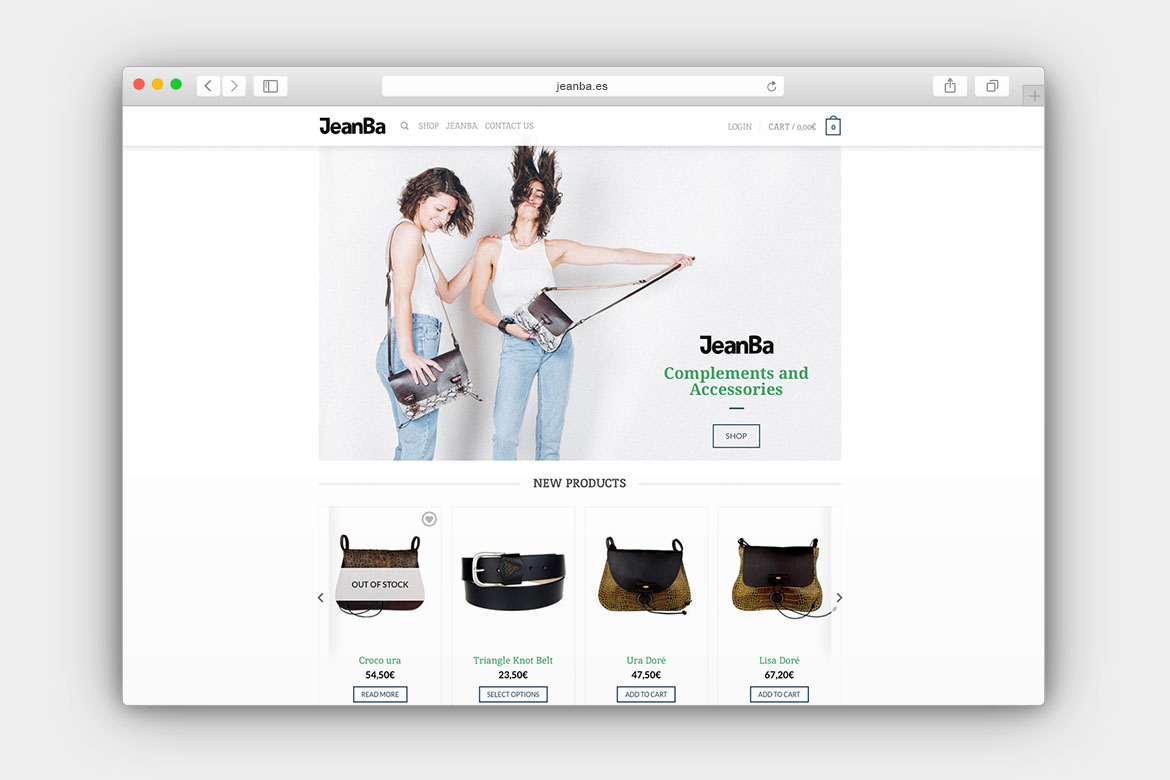 jeanba.es
JeanBa SHOP JEANBA CONTACT US LOGIN CART / 0,00€ 0
JeanBa
Complements and
Accessories
SHOP
NEW PRODUCTS
OUT OF STOCK
Croco ura Triangle Knot Belt Ura Doré Lisa Doré
54,50€ 23,50€ 47,50€ 67,20€
READ MORE SELECT OPTIONS ADD TO CART ADD TO CART